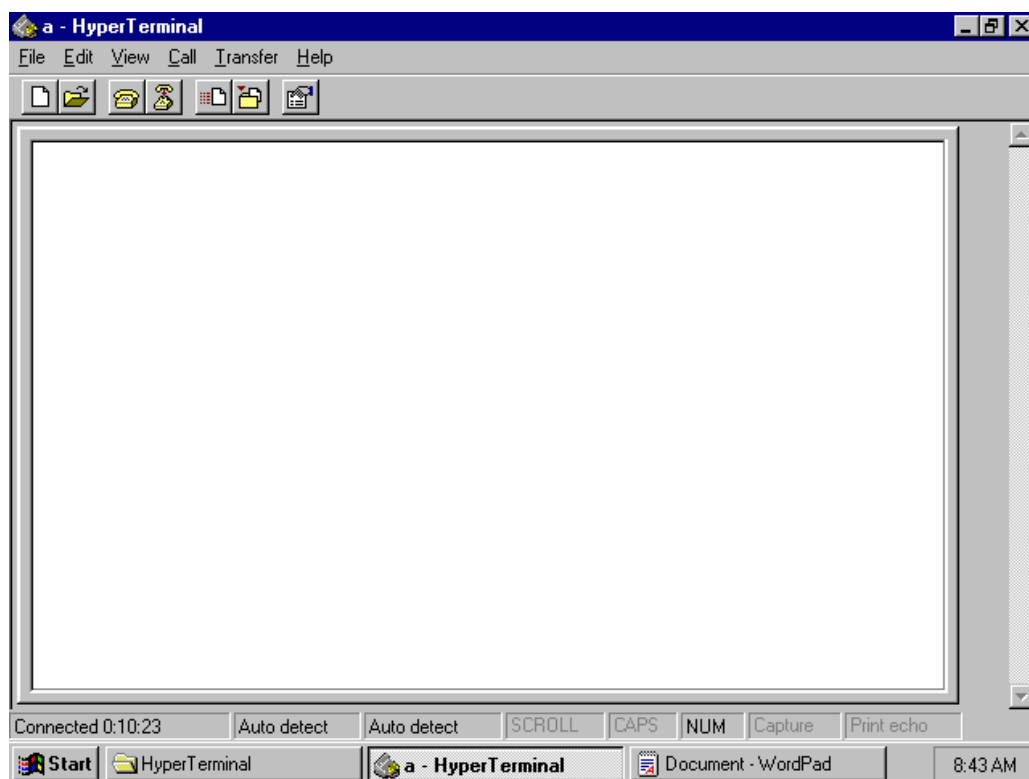 a - HyperTerminal
File Edit View Call Transfer Help
Connected 0:10:23 Auto detect Auto detect SCROLL CAPS NUM Capture Print echo
Start HyperTerminal a - HyperTerminal Document - WordPad 8:43 AM